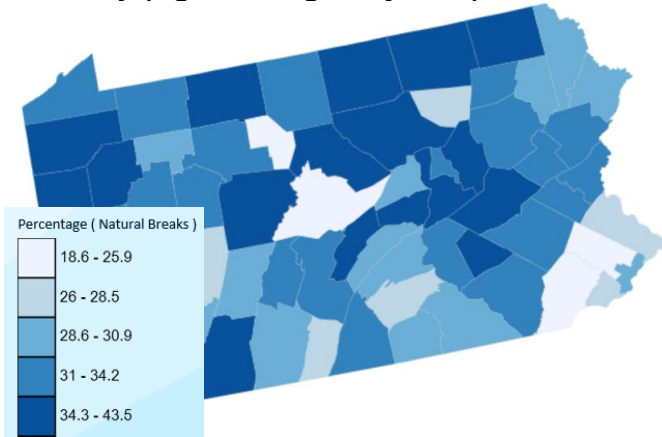 Percentage ( Natural Breaks )
18.6 - 25.9
26 - 28.5
28.6 - 30.9
31 - 34.2
34.3 - 43.5